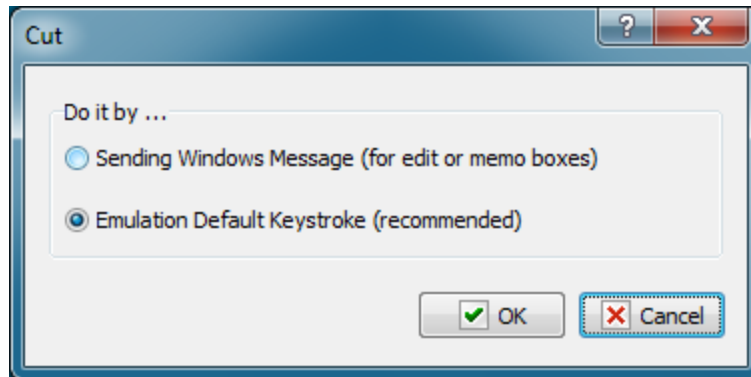 Cut
?
Do it by ...
Sending Windows Message (for edit or memo boxes)
Emulation Default Keystroke (recommended)
OK
Cancel